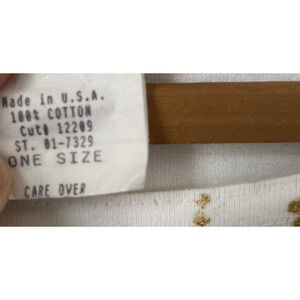 Made in U.S.A.
100% COTTON
Cut# 12209
ST. 01-7329
ONE SIZE
CARE OVER